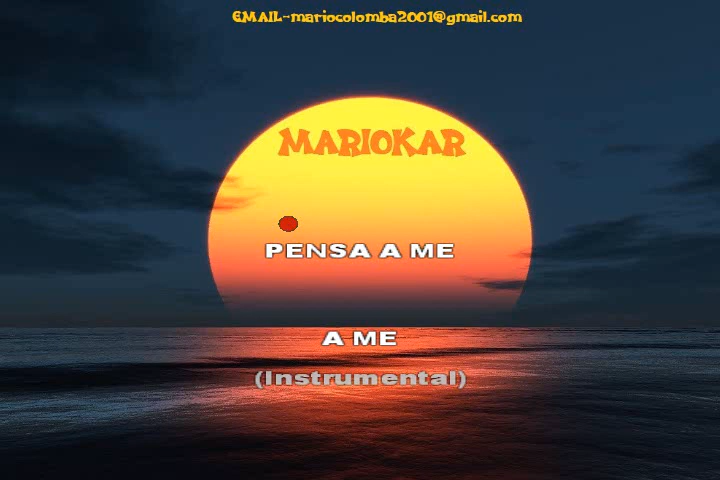 EMAIL-mariocolomba2001@gmail.com
MARIOKAR
PENSA A ME
A ME
(Instrumental)